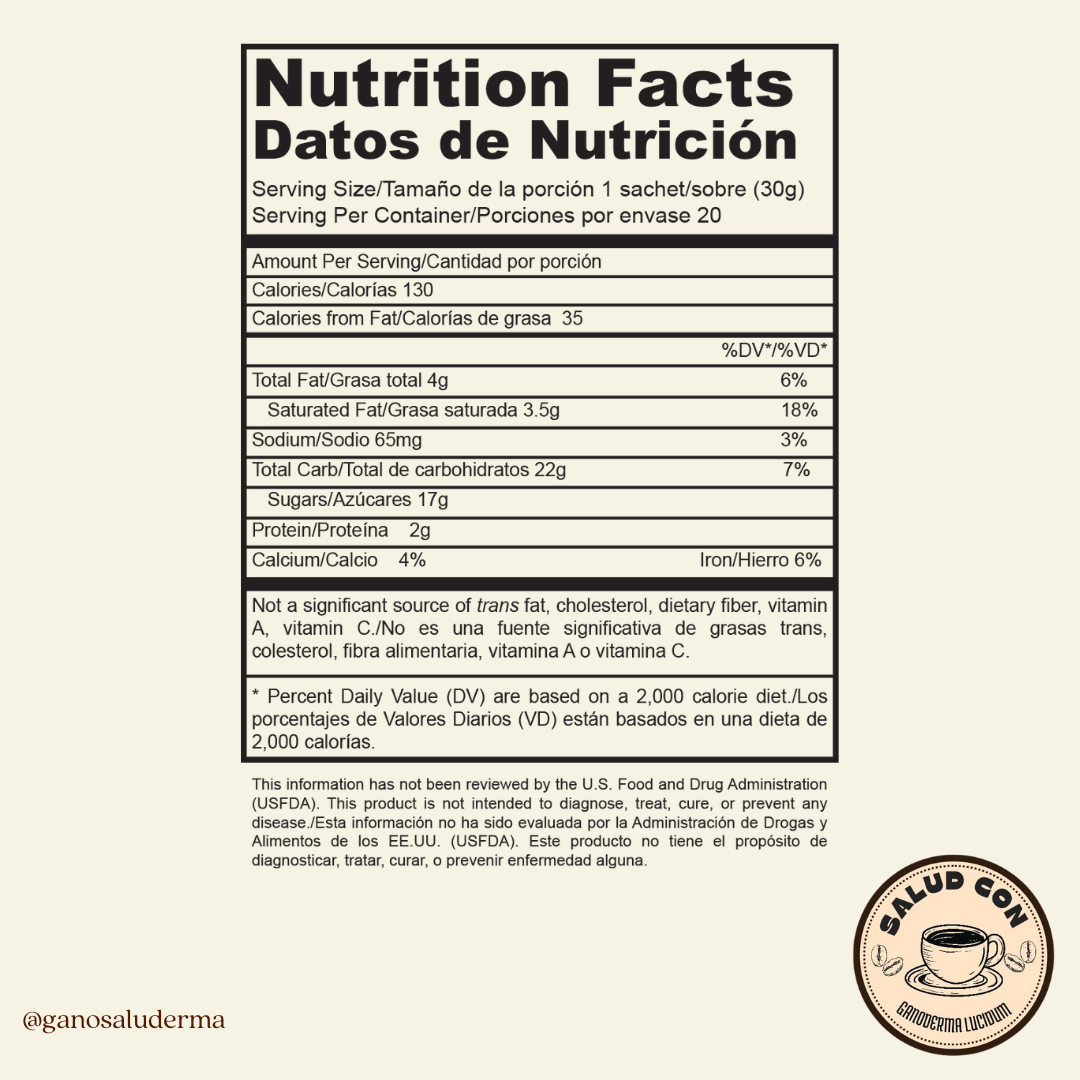 Nutrition Facts
Datos de Nutrición
Serving Size/Tamaño de la porción 1 sachet/sobre (30g)
Serving Per Container/Porciones por envase 20
Amount Per Serving/Cantidad por porción
Calories/Calorías 130
Calories from Fat/Calorías de grasa 35
%DV*/%VD*
Total Fat/Grasa total 4g 6%
Saturated Fat/Grasa saturada 3.5g 18%
Sodium/Sodio 65mg 3%
Total Carb/Total de carbohidratos 22g 7%
Sugars/Azúcares 17g
Protein/Proteína 2g
Calcium/Calcio 4% Iron/Hierro 6%
Not a significant source of trans fat, cholesterol, dietary fiber, vitamin
A, vitamin C./No es una fuente significativa de grasas trans,
colesterol, fibra alimentaria, vitamina A o vitamina C.
* Percent Daily Value (DV) are based on a 2,000 calorie diet./Los
porcentajes de Valores Diarios (VD) están basados en una dieta de
2,000 calorías.
This information has not been reviewed by the U.S. Food and Drug Administration
(USFDA). This product is not intended to diagnose, treat, cure, or prevent any
disease./Esta información no ha sido evaluada por la Administración de Drogas y
Alimentos de los EE.UU. (USFDA). Este producto no tiene el propósito de
diagnosticar, tratar, curar, o prevenir enfermedad alguna.
SALUD CON
GANODERMA LUCIDUM
@ganosaluderma